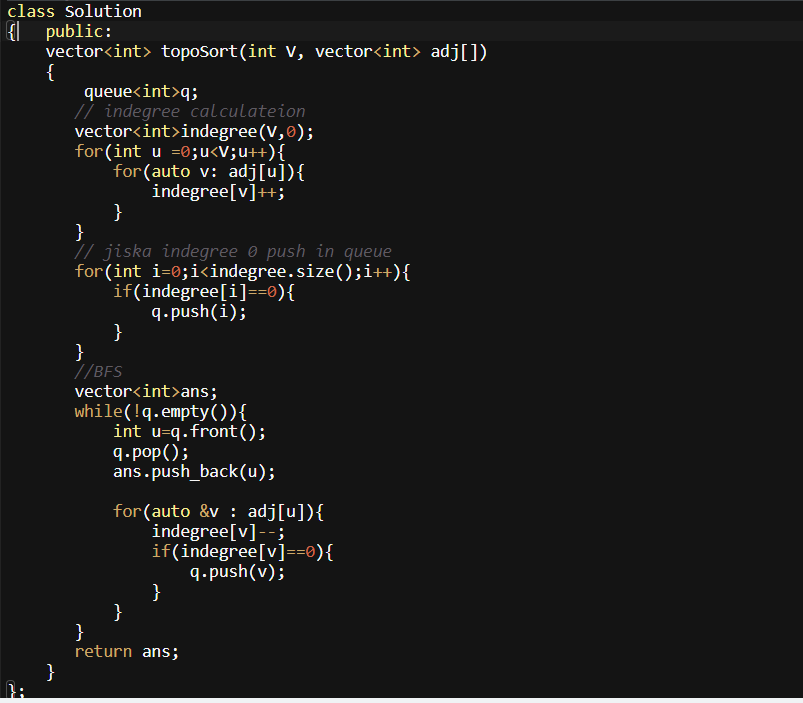 class Solution
{   public:
    vector<int> topoSort(int V, vector<int> adj[])
    {
        queue<int>q;
       // indegree calculateion
       vector<int>indegree(V,0);
       for(int u =0;u<V;u++){
           for(auto v: adj[u]){
               indegree[v]++;
           }
       }
       // jiska indegree 0 push in queue
       for(int i=0;i<indegree.size();i++){
           if(indegree[i]==0){
               q.push(i);
           }
       }
       //BFS
       vector<int>ans;
       while(!q.empty()){
           int u=q.front();
           q.pop();
           ans.push_back(u);

           for(auto &v : adj[u]){
               indegree[v]--;
               if(indegree[v]==0){
                   q.push(v);
               }
           }
       }
       return ans;
    }
};